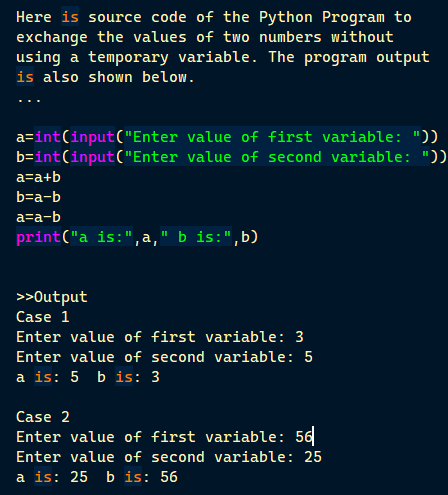 Here is source code of the Python Program to
exchange the values of two numbers without
using a temporary variable. The program output
is also shown below.
...
a=int(input("Enter value of first variable: "))
b=int(input("Enter value of second variable: "))
a=a+b
b=a-b
a=a-b
print("a is:",a," b is:",b)
>>Output
Case 1
Enter value of first variable: 3
Enter value of second variable: 5
a is: 5  b is: 3
Case 2
Enter value of first variable: 56
Enter value of second variable: 25
a is: 25  b is: 56